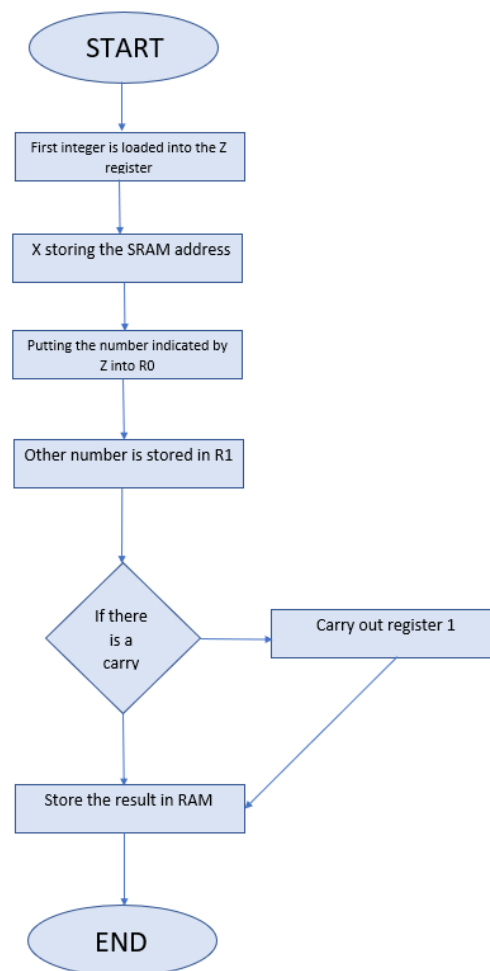 START
First integer is loaded into the Z
register
X storing the SRAM address
Putting the number indicated by
Z into R0
Other number is stored in R1
If there
is a
carry
Carry out register 1
Store the result in RAM
END